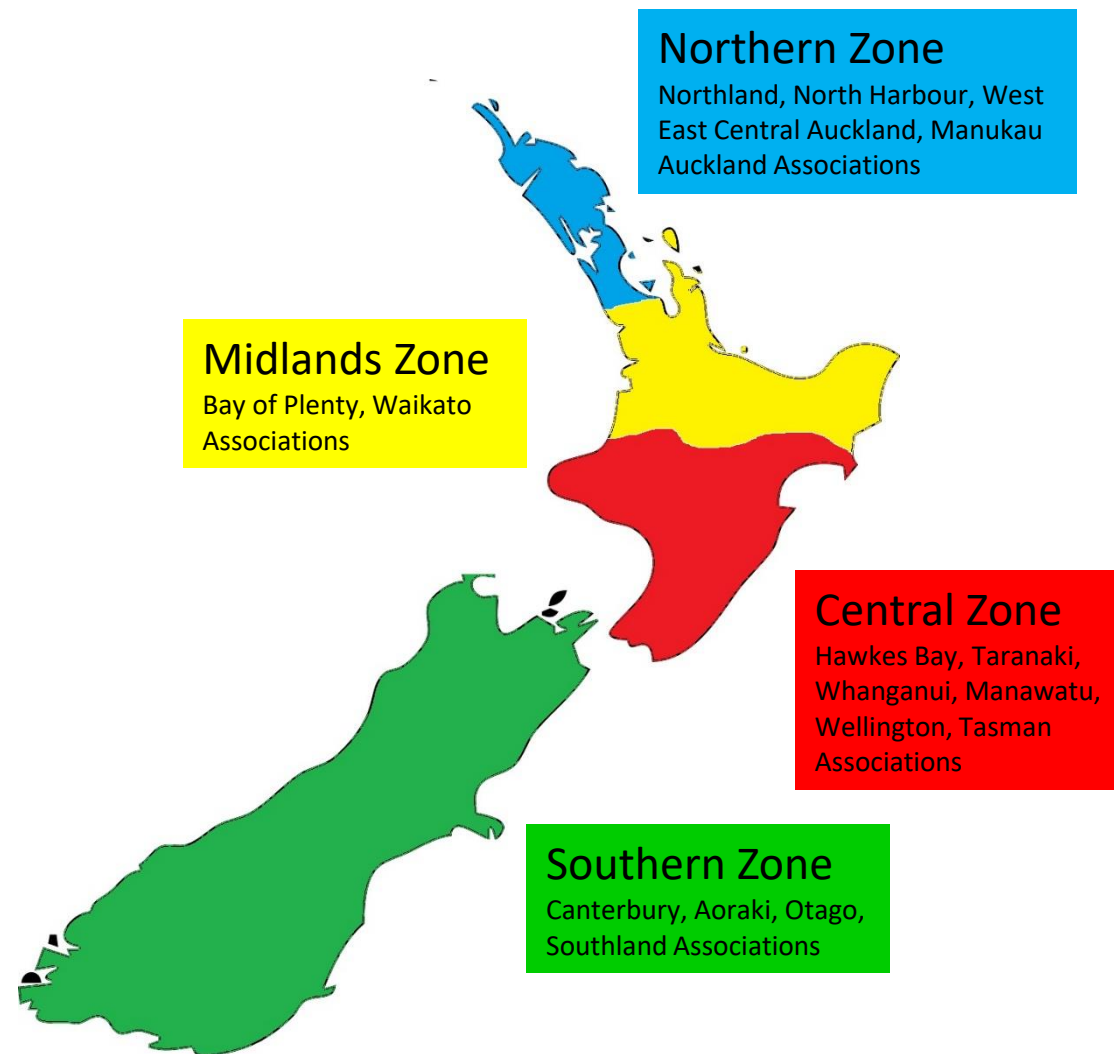 Northern Zone
Northland, North Harbour, West
East Central Auckland, Manukau
Auckland Associations
Midlands Zone
Bay of Plenty, Waikato
Associations
Central Zone
Hawkes Bay, Taranaki,
Whanganui, Manawatu,
Wellington, Tasman
Associations
Southern Zone
Canterbury, Aoraki, Otago,
Southland Associations